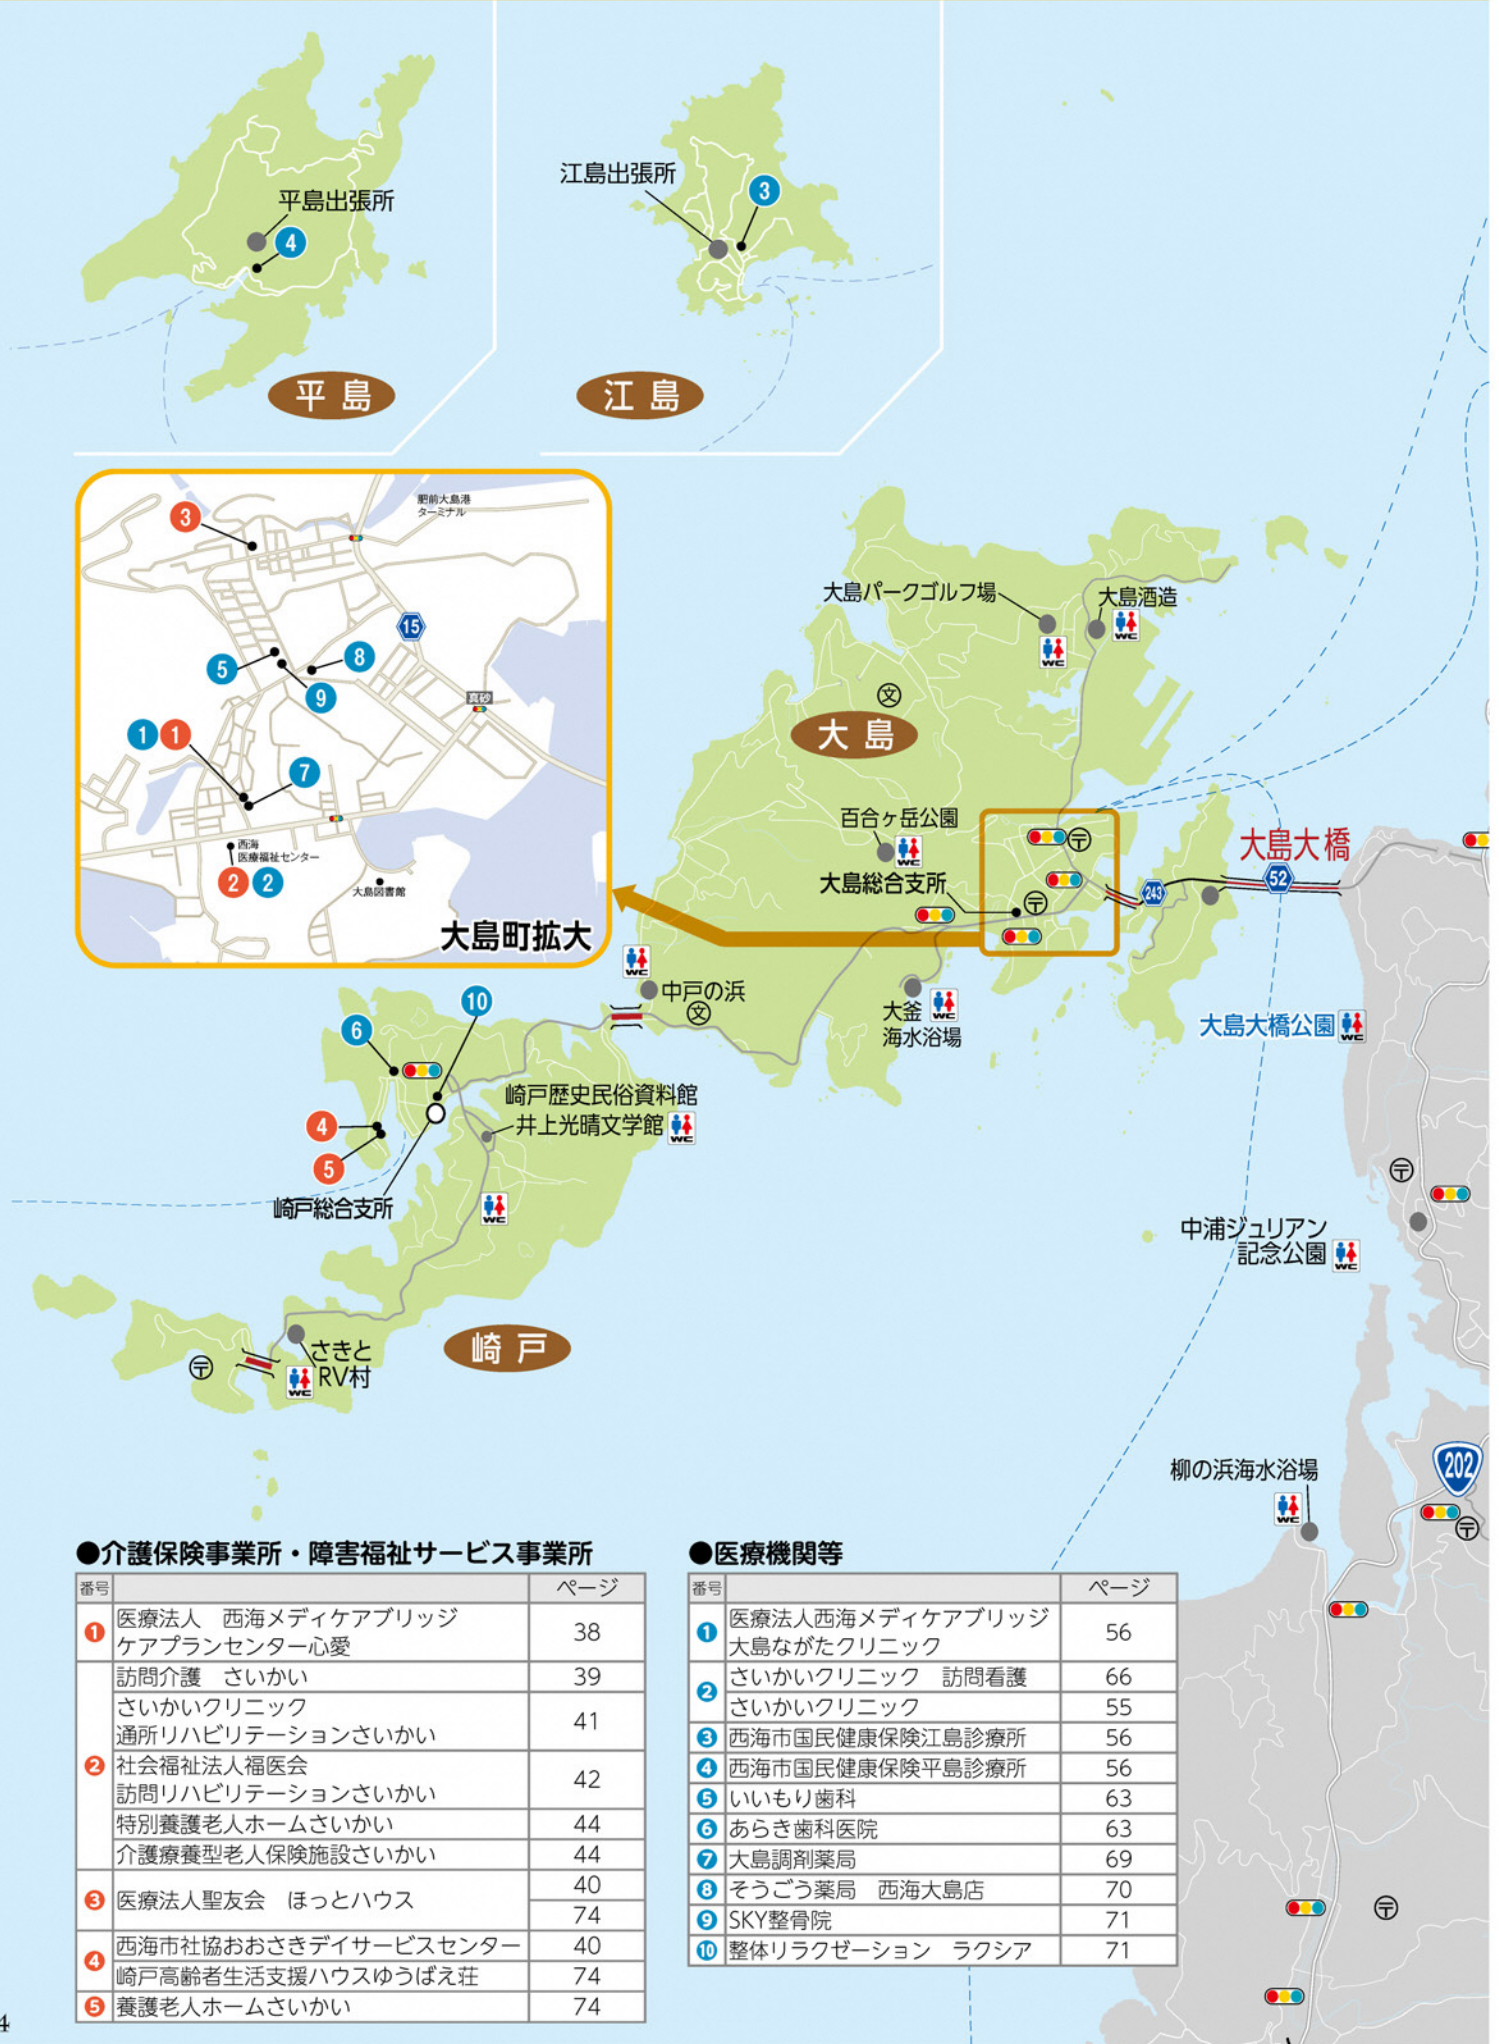 平島出張所
4
平島
江島出張所
3
江島
3
肥前大島港
ターミナル
15
5
8
9
真砂
1
1
7
西海
医療福祉センター
2
2
大島図書館
大島町拡大
大島パークゴルフ場
WC
大島酒造
WC
文
大島
百合ヶ岳公園
WC
大島総合支所
〒
〒
243
52
大島大橋
WC
中戸の浜
文
大釜
海水浴場
WC
大島大橋公園
WC
10
6
崎戸歴史民俗資料館
井上光晴文学館
WC
4
5
崎戸総合支所
WC
〒
中浦ジュリアン
記念公園
WC
崎戸
さきと
RV村
WC
〒
柳の浜海水浴場
WC
202
〒
〒
●介護保険事業所・障害福祉サービス事業所
番号 ページ
1 医療法人 西海メディケアブリッジ
ケアプランセンター心愛 38
2 訪問介護 さいかい 39
さいかいクリニック
通所リハビリテーションさいかい 41
社会福祉法人福医会
訪問リハビリテーションさいかい 42
特別養護老人ホームさいかい 44
介護療養型老人保険施設さいかい 44
3 医療法人聖友会 ほっとハウス 40
74
4 西海市社協おおさきデイサービスセンター 40
崎戸高齢者生活支援ハウスゆうばえ荘 74
5 養護老人ホームさいかい 74
●医療機関等
番号 ページ
1 医療法人西海メディケアブリッジ
大島ながたクリニック 56
2 さいかいクリニック 訪問看護 66
さいかいクリニック 55
3 西海市国民健康保険江島診療所 56
4 西海市国民健康保険平島診療所 56
5 いいもり歯科 63
6 あらき歯科医院 63
7 大島調剤薬局 69
8 そうごう薬局 西海大島店 70
9 SKY整骨院 71
10 整体リラクゼーション ラクシア 71
4